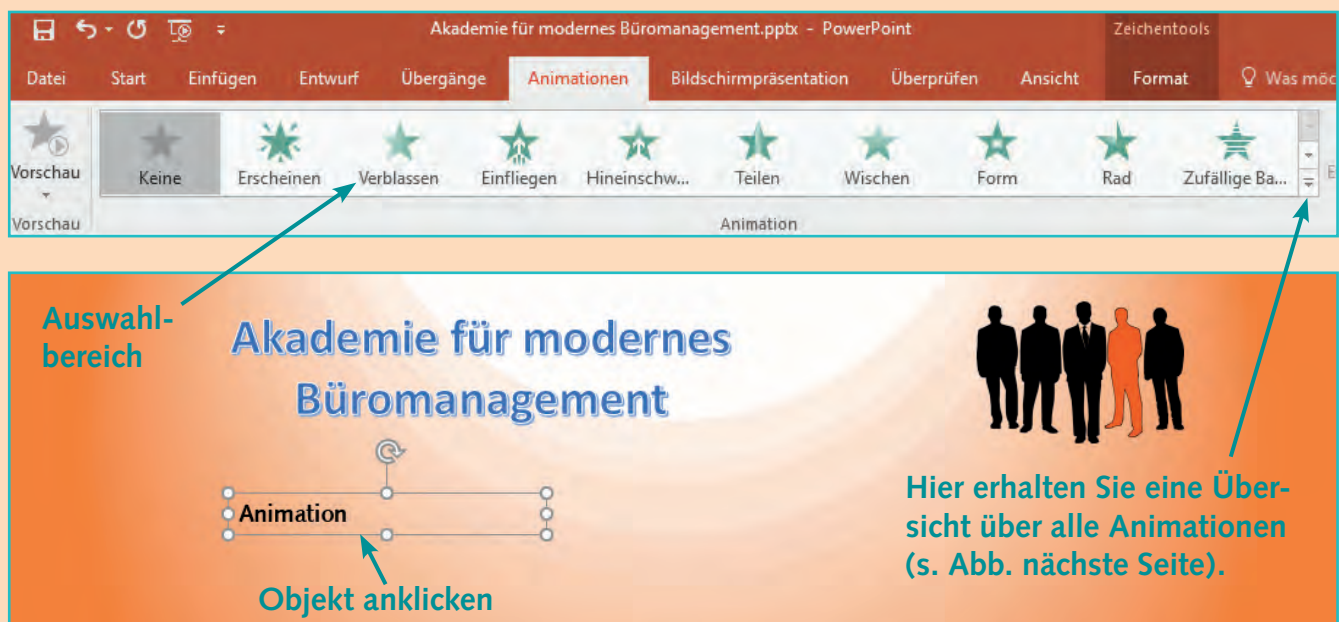 Akademie für modernes Büromanagement.pptx - PowerPoint
Zeichentools
Datei Start Einfügen Entwurf Übergänge Animationen Bildschirmpräsentation Überprüfen Ansicht Format Was möc
Vorschau Keine Erscheinen Verblassen Einfliegen Hineinschw... Teilen Wischen Form Rad Zufällige Ba...
Vorschau Animation
Auswahl-
bereich
Akademie für modernes
Büromanagement
Animation
Objekt anklicken
Hier erhalten Sie eine Über-
sicht über alle Animationen
(s. Abb. nächste Seite).